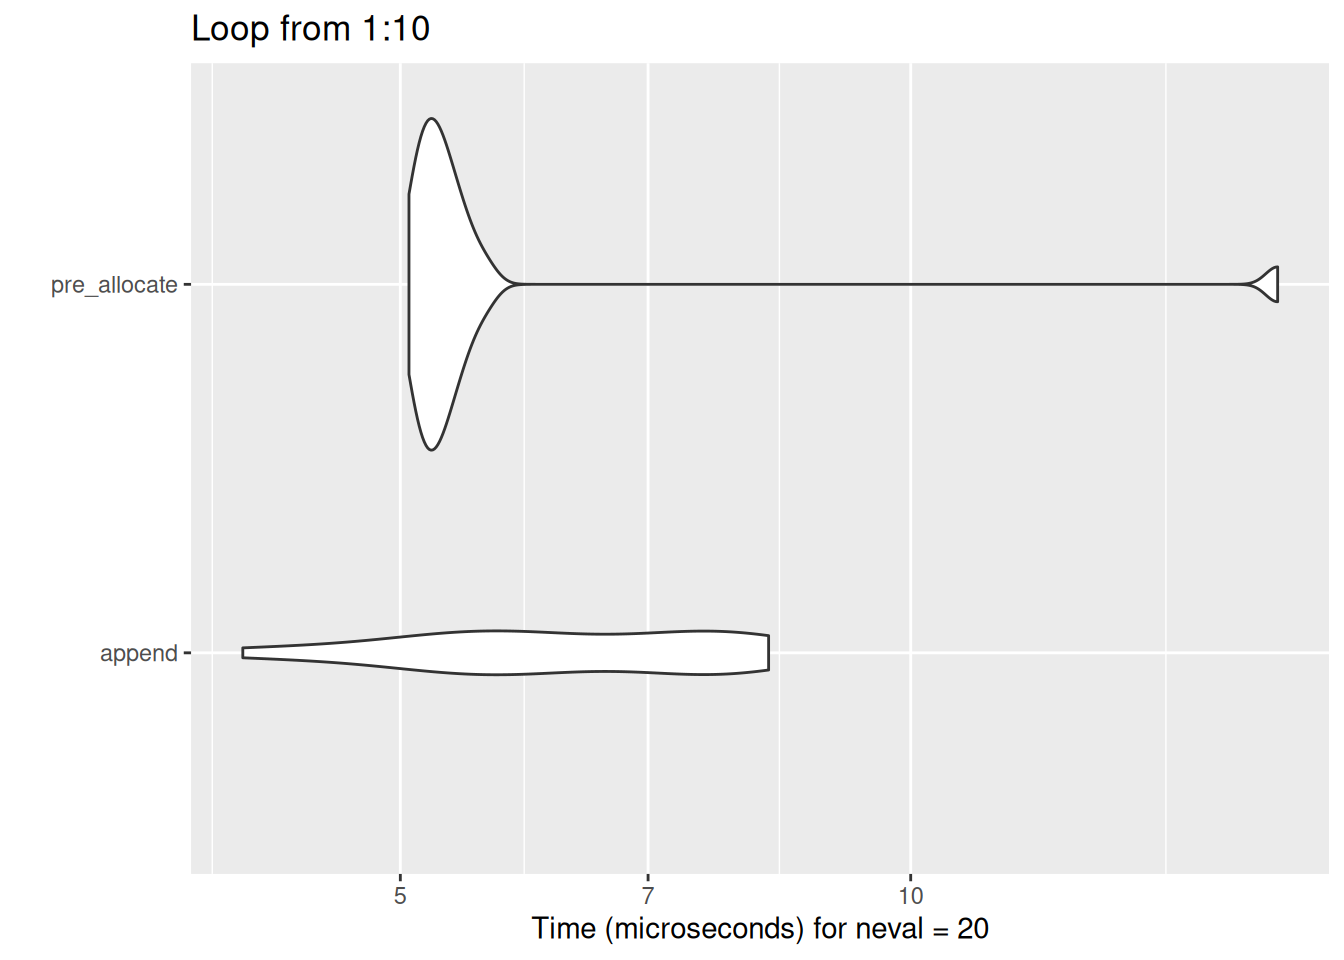 Loop from 1:10
pre_allocate
append
5 7 10
Time (microseconds) for neval = 20